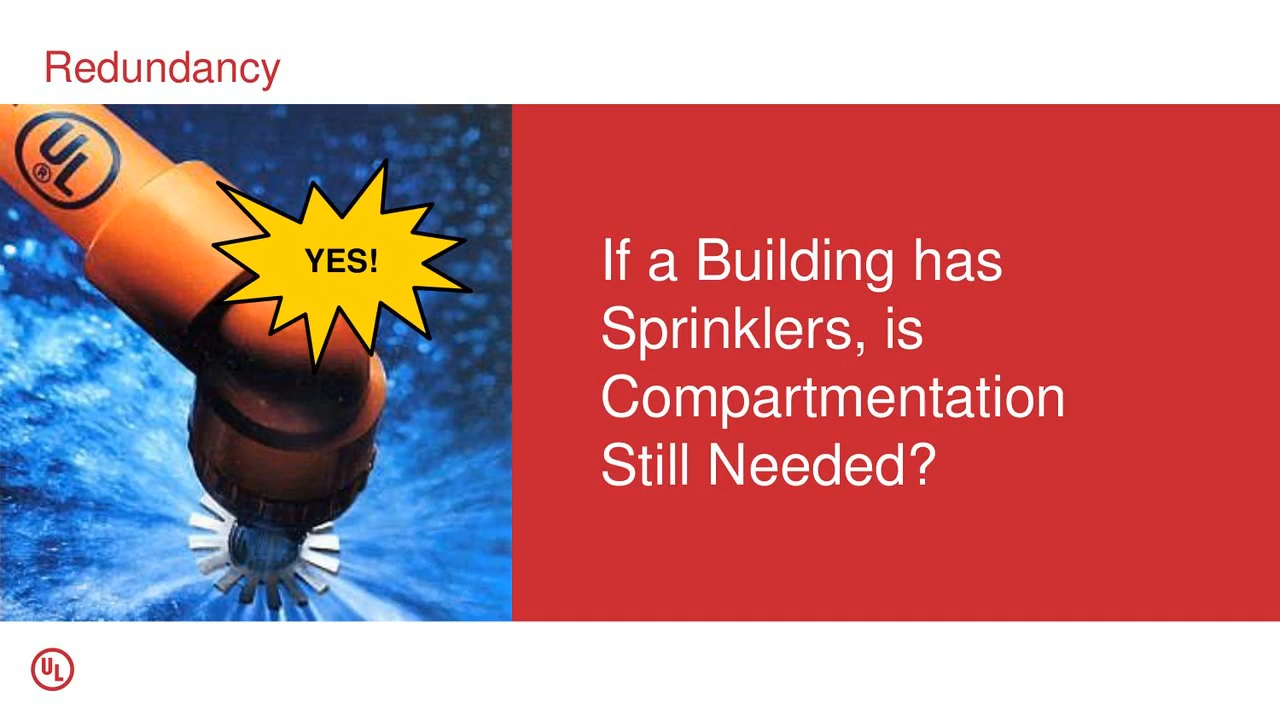 Redundancy
UL
®
YES!
If a Building has
Sprinklers, is
Compartmentation
Still Needed?
UL